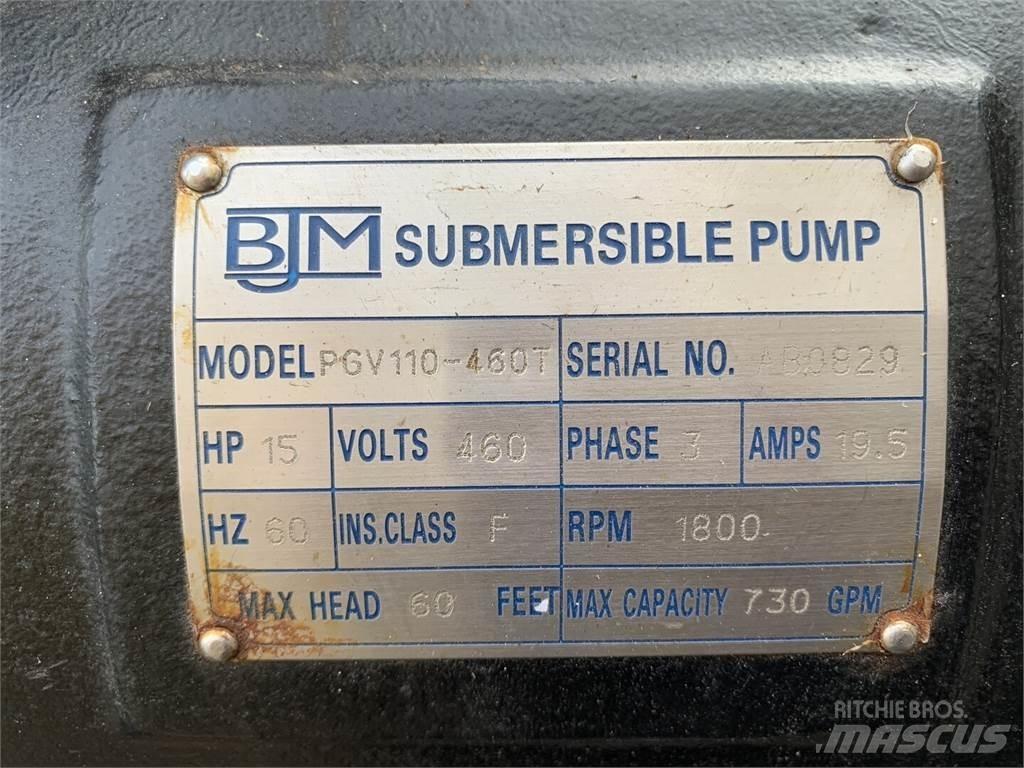 BJM SUBMERSIBLE PUMP
MODEL PGV110-460T SERIAL NO. AB0829
HP 15 VOLTS 460 PHASE 3 AMPS 19.5
HZ 60 INS.CLASS F RPM 1800
MAX HEAD 60 FEET MAX CAPACITY 730 GPM
RITCHIE BROS.
MASCUS